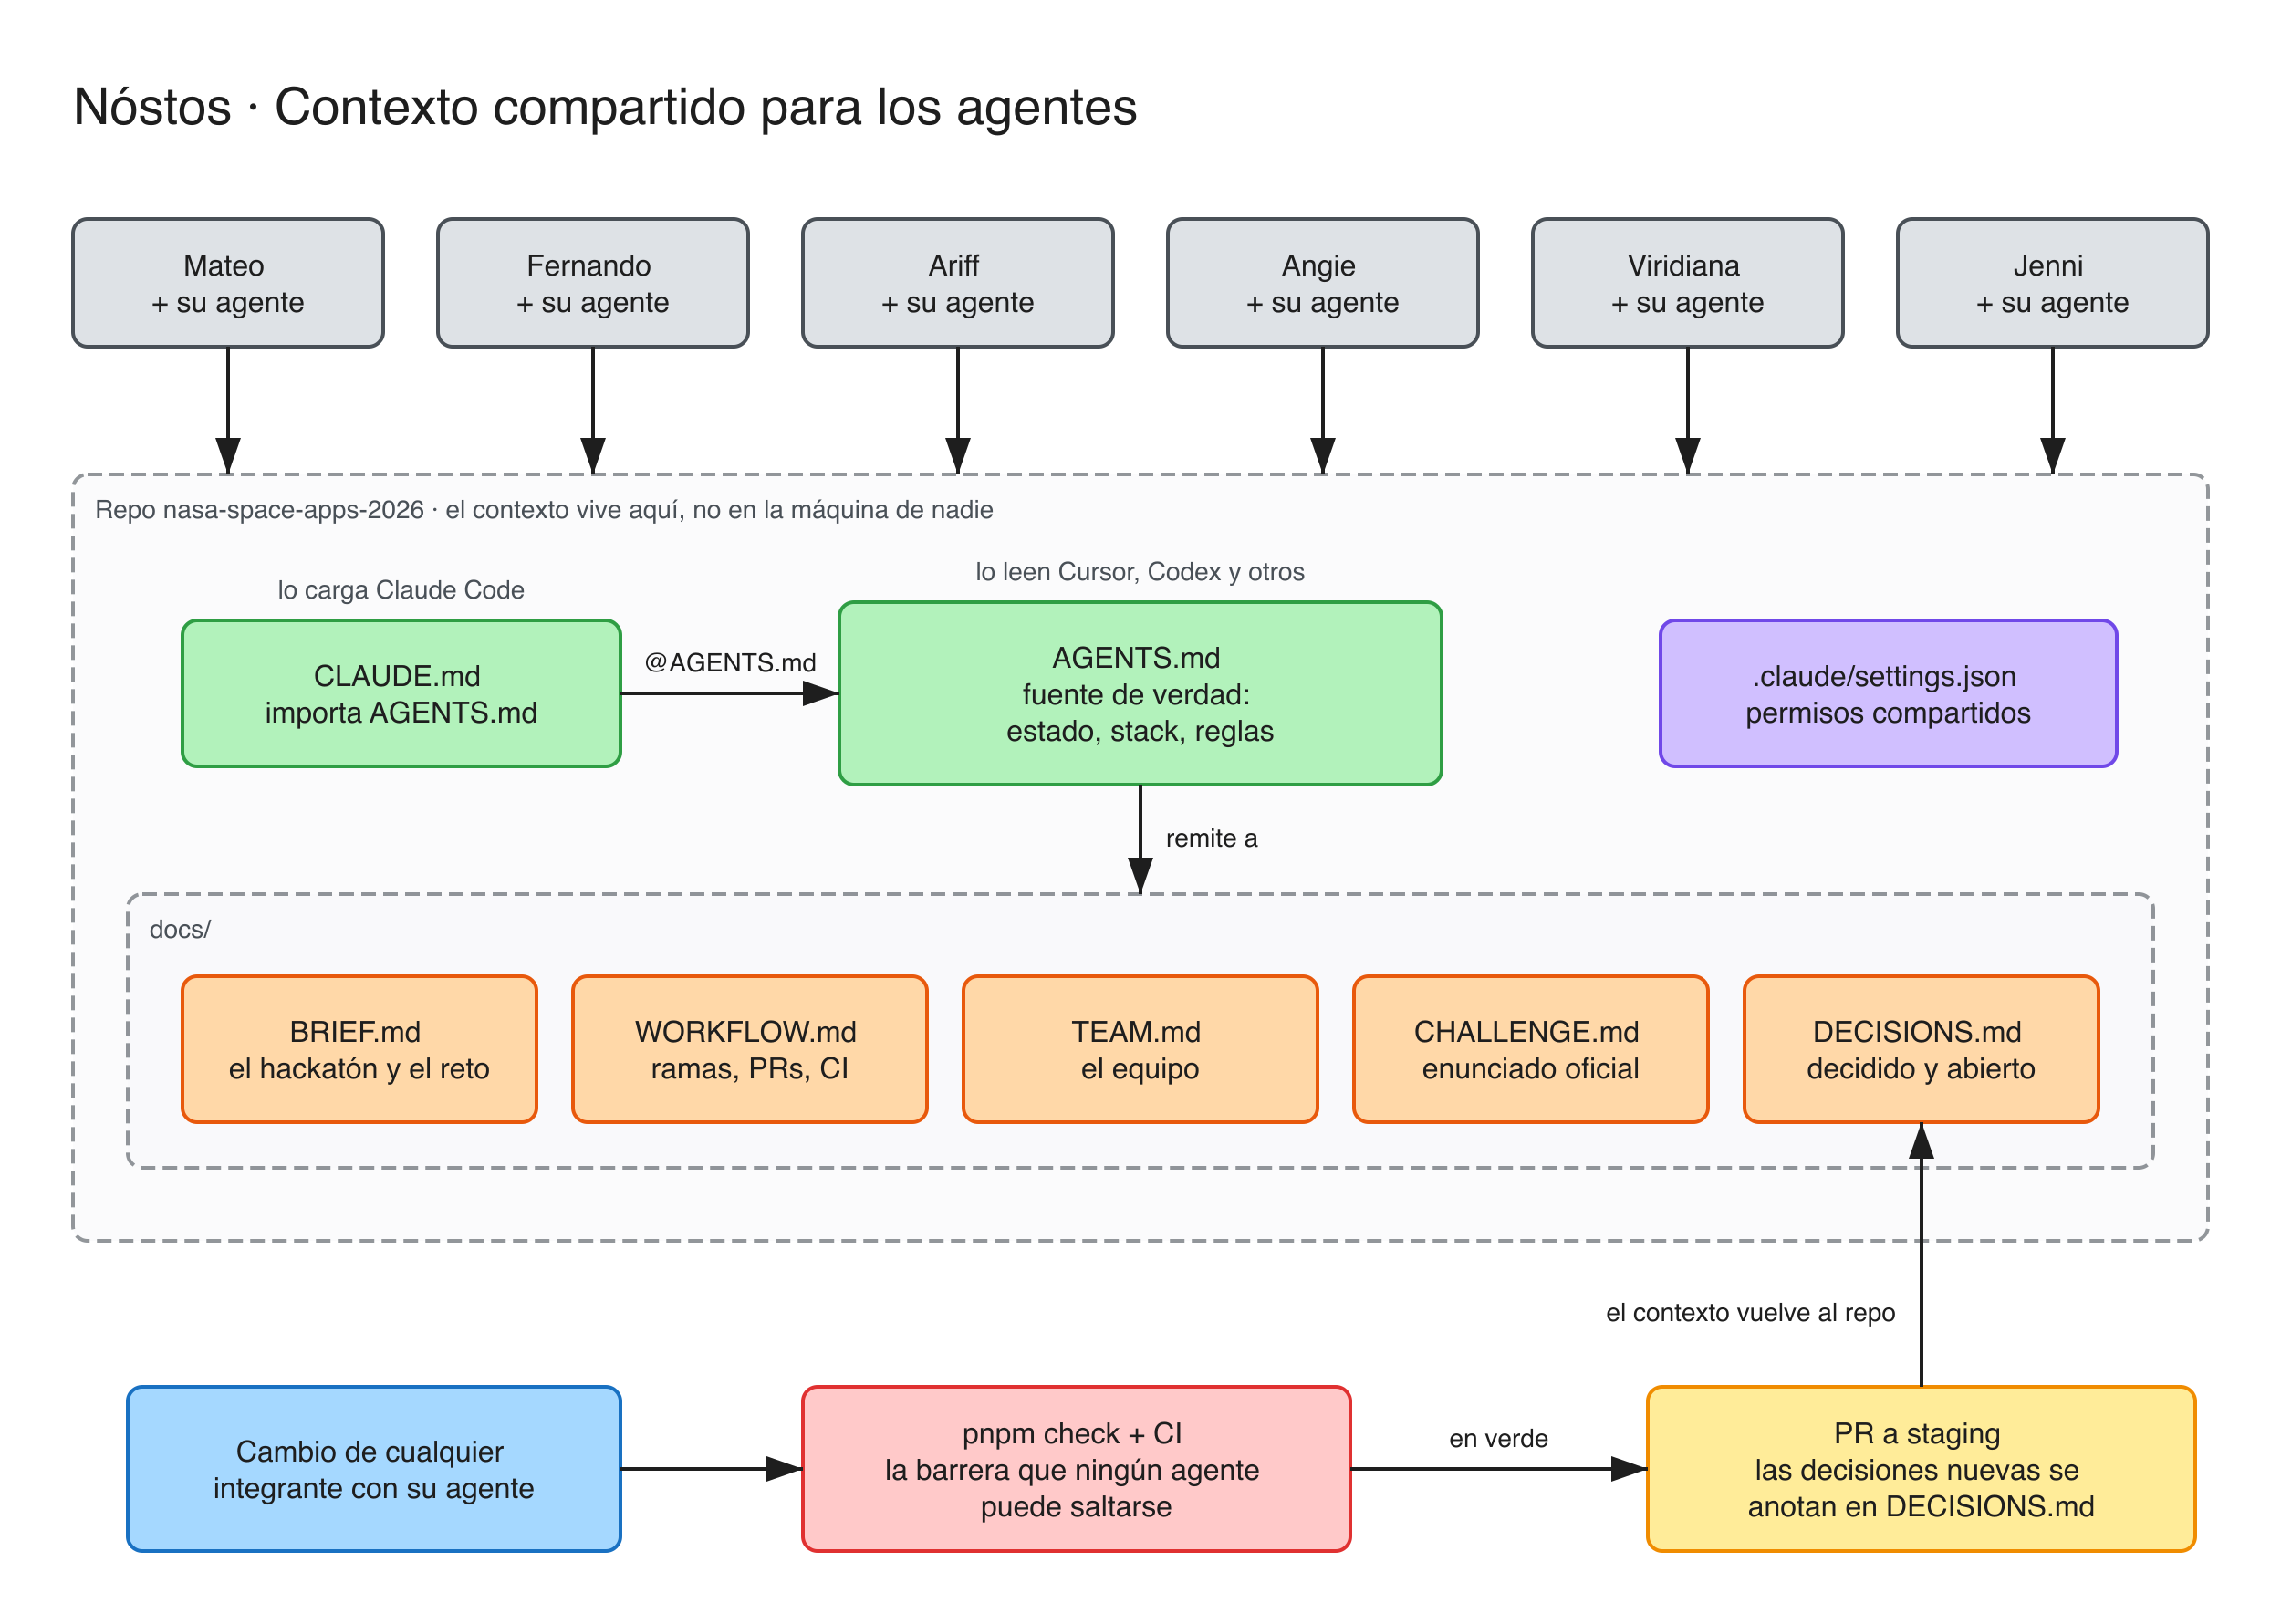 Nóstos · Contexto compartido para los agentes
Mateo
+ su agente
Fernando
+ su agente
Ariff
+ su agente
Angie
+ su agente
Viridiana
+ su agente
Jenni
+ su agente
Repo nasa-space-apps-2026 · el contexto vive aquí, no en la máquina de nadie
lo carga Claude Code
CLAUDE.md
importa AGENTS.md
@AGENTS.md
lo leen Cursor, Codex y otros
AGENTS.md
fuente de verdad:
estado, stack, reglas
.claude/settings.json
permisos compartidos
remite a
docs/
BRIEF.md
el hackatón y el reto
WORKFLOW.md
ramas, PRs, CI
TEAM.md
el equipo
CHALLENGE.md
enunciado oficial
DECISIONS.md
decidido y abierto
el contexto vuelve al repo
Cambio de cualquier
integrante con su agente
pnpm check + CI
la barrera que ningún agente
puede saltarse
en verde
PR a staging
las decisiones nuevas se
anotan en DECISIONS.md